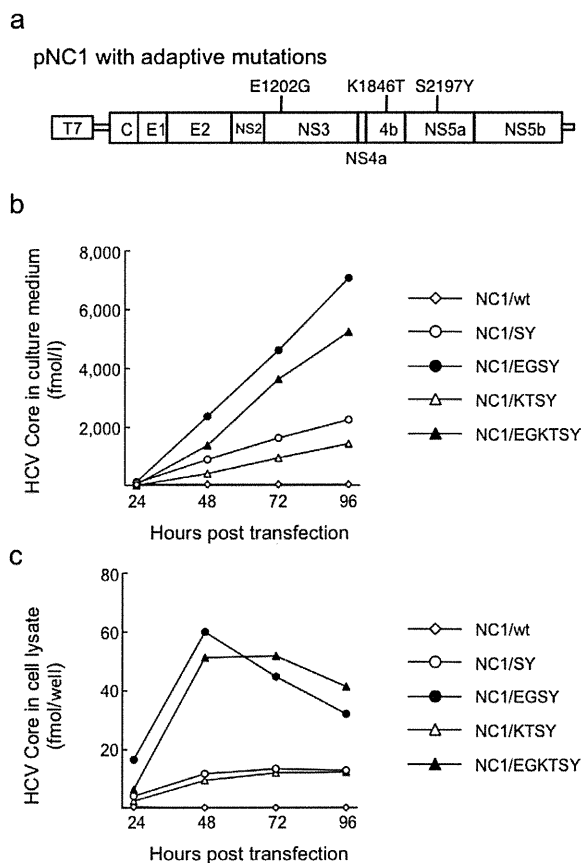 a
pNC1 with adaptive mutations
E1202G K1846T S2197Y
T7 C E1 E2 NS2 NS3 4b NS5a NS5b
NS4a
b
HCV Core in culture medium
(fmol/l)
8,000
6,000
4,000
2,000
24 48 72 96
Hours post transfection
NC1/wt
NC1/SY
NC1/EGSY
NC1/KTSY
NC1/EGKTSY
c
HCV Core in cell lysate
(fmol/well)
80
60
40
20
24 48 72 96
Hours post transfection
NC1/wt
NC1/SY
NC1/EGSY
NC1/KTSY
NC1/EGKTSY